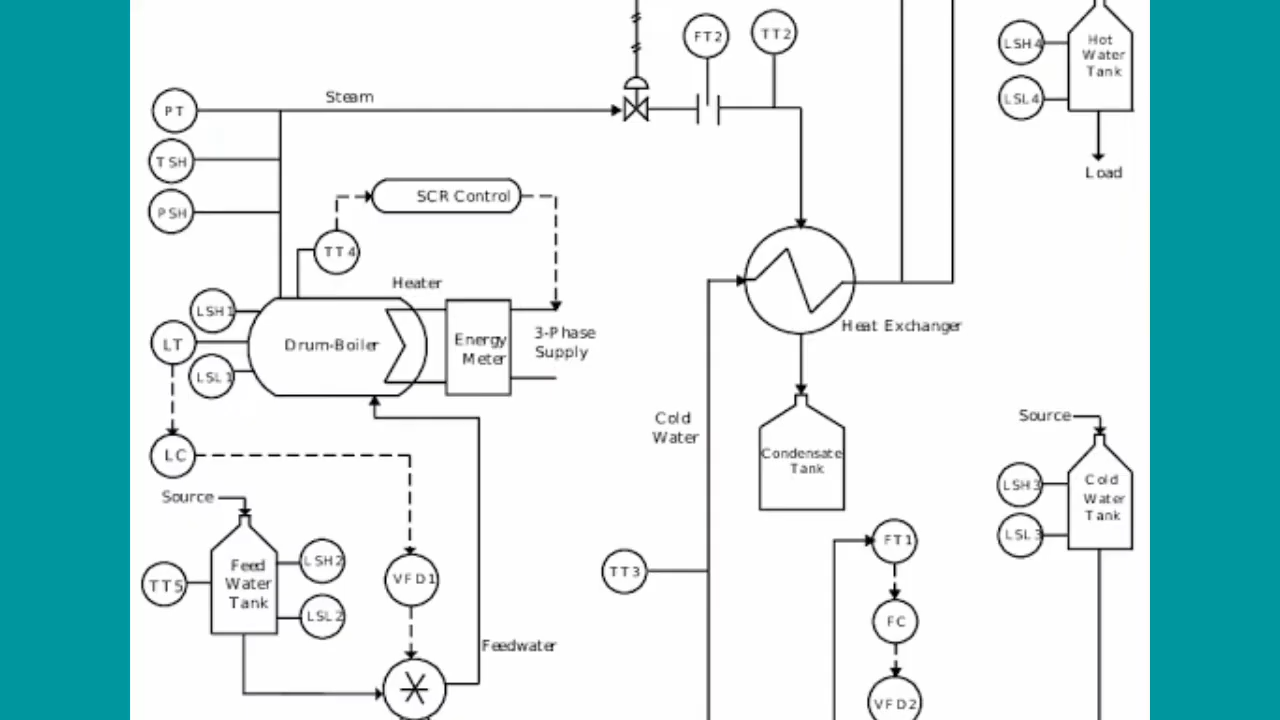 FT2
TT2
LSH4
Hot
Water
Tank
LSL4
Steam
PT
TSH
Load
PSH
SCR Control
TT4
Heater
LSH1
LT
Drum-Boiler
Energy
Meter
3-Phase
Supply
Heat Exchanger
LSL1
Cold
Water
Source
LC
Condensate
Tank
LSH3
Cold
Water
Tank
Source
LSL3
FT1
LSH2
Feed
Water
Tank
TT5
VFD1
TT3
LSL2
FC
Feedwater
VFD2